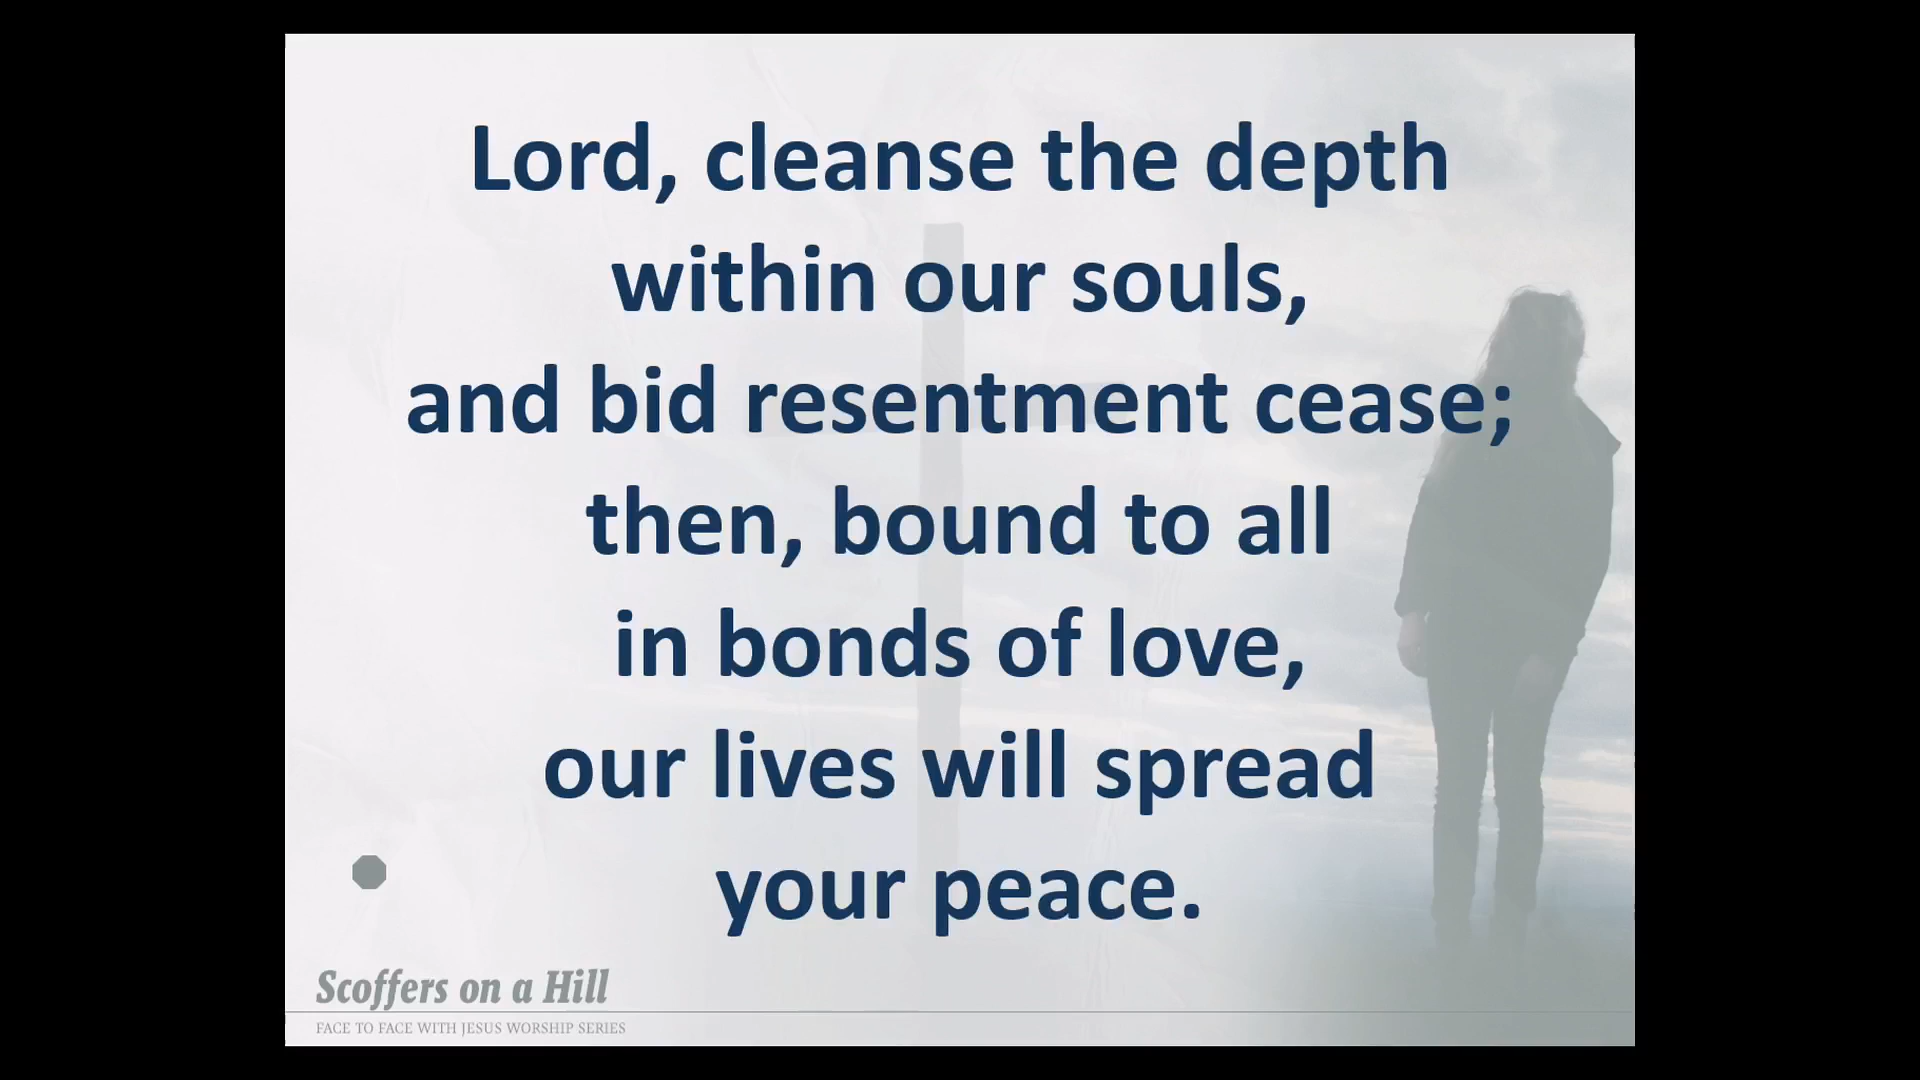 Lord, cleanse the depth
within our souls,
and bid resentment cease;
then, bound to all
in bonds of love,
our lives will spread
your peace.
Scoffers on a Hill
FACE TO FACE WITH JESUS WORSHIP SERIES